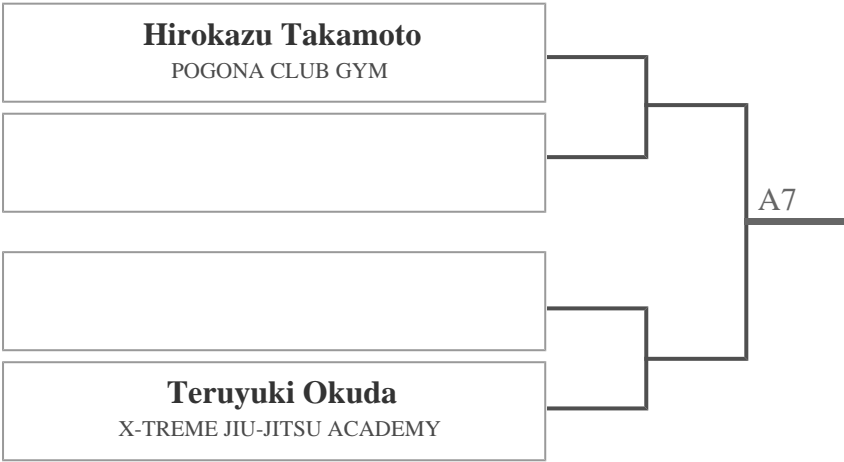 Hirokazu Takamoto
POGONA CLUB GYM
A7
Teruyuki Okuda
X-TREME JIU-JITSU ACADEMY